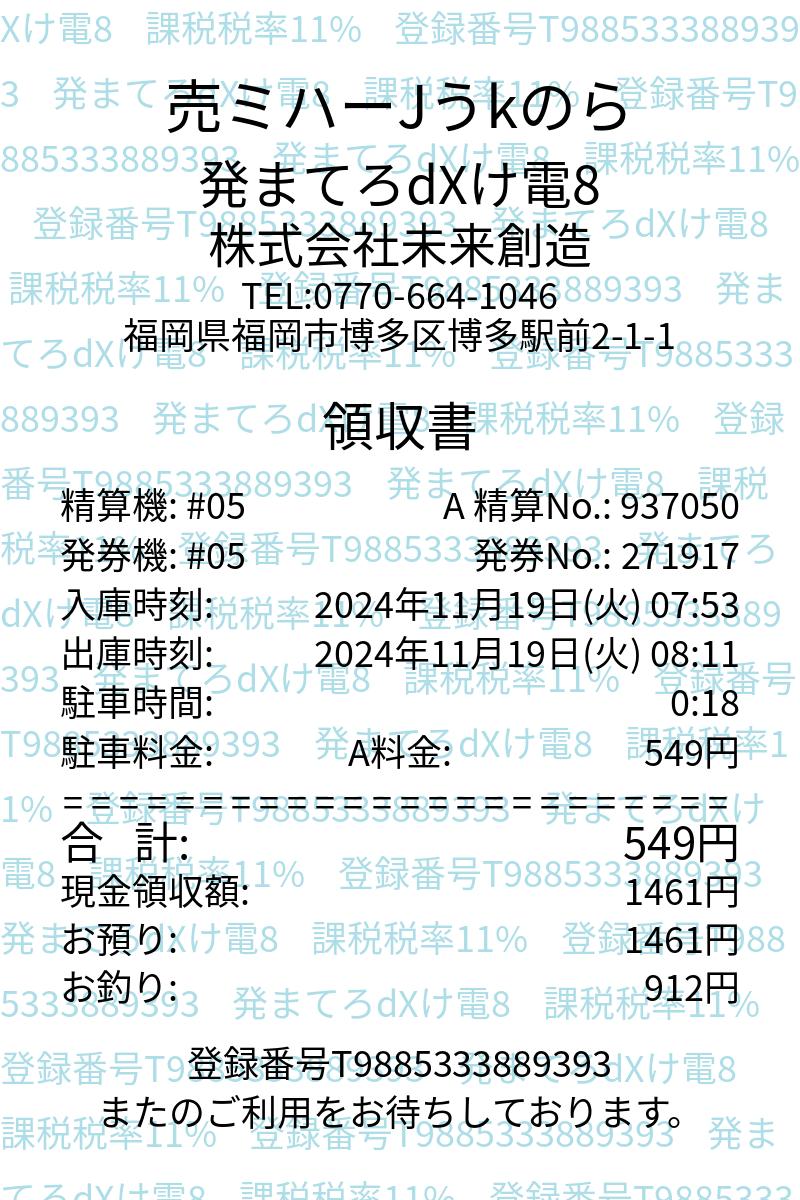 Xけ電8 課税税率11% 登録番号T988533388939
3 発まてろdXけ電8 課税税率11% 登録番号T9
売ミハーJうkのら
885333889393 発まてろdXけ電8 課税税率11%
発まてろdXけ電8
登録番号T9885333889393 発まてろdXけ電8
株式会社未来創造
課税税率11% 登録番号T9885333889393 発ま
TEL:0770-664-1046
福岡県福岡市博多区博多駅前2-1-1
てろdXけ電8 課税税率11% 登録番号T9885333
889393 発まてろdXけ電8 課税税率11% 登録
領収書
番号T9885333889393 発まてろdXけ電8 課税
精算機: #05 A 精算No.: 937050
税率11% 登録番号T9885333889393 発まてろ
発券機: #05 発券No.: 271917
入庫時刻: 2024年11月19日(火) 07:53
dXけ電8 課税税率11% 登録番号T9885333889
出庫時刻: 2024年11月19日(火) 08:11
393 発まてろdXけ電8 課税税率11% 登録番号
駐車時間: 0:18
T9885333889393 発まてろdXけ電8 課税税率1
駐車料金: A料金: 549円
========================
1% 登録番号T9885333889393 発まてろdXけ
合 計: 549円
電8 課税税率11% 登録番号T9885333889393
現金領収額: 1461円
発まてろdXけ電8 課税税率11% 登録番号T988
お預り: 1461円
お釣り: 912円
5333889393 発まてろdXけ電8 課税税率11%
登録番号T9885333889393
登録番号T9885333889393 発まてろdXけ電8
またのご利用をお待ちしております。
課税税率11% 登録番号T9885333889393 発ま
てろdXけ電8 課税税率11% 登録番号T9885333